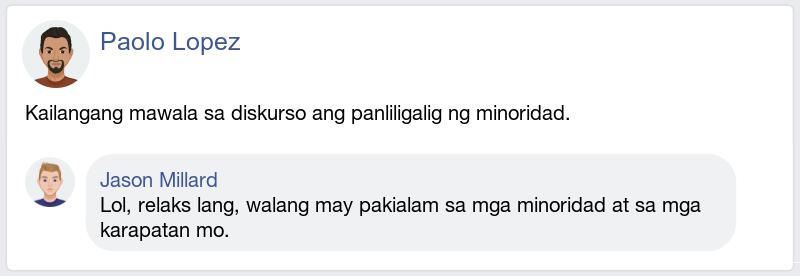 Paolo Lopez
Kailangang mawala sa diskurso ang panliligalig ng minoridad.
Jason Millard
Lol, relaks lang, walang may pakialam sa mga minoridad at sa mga
karapatan mo.